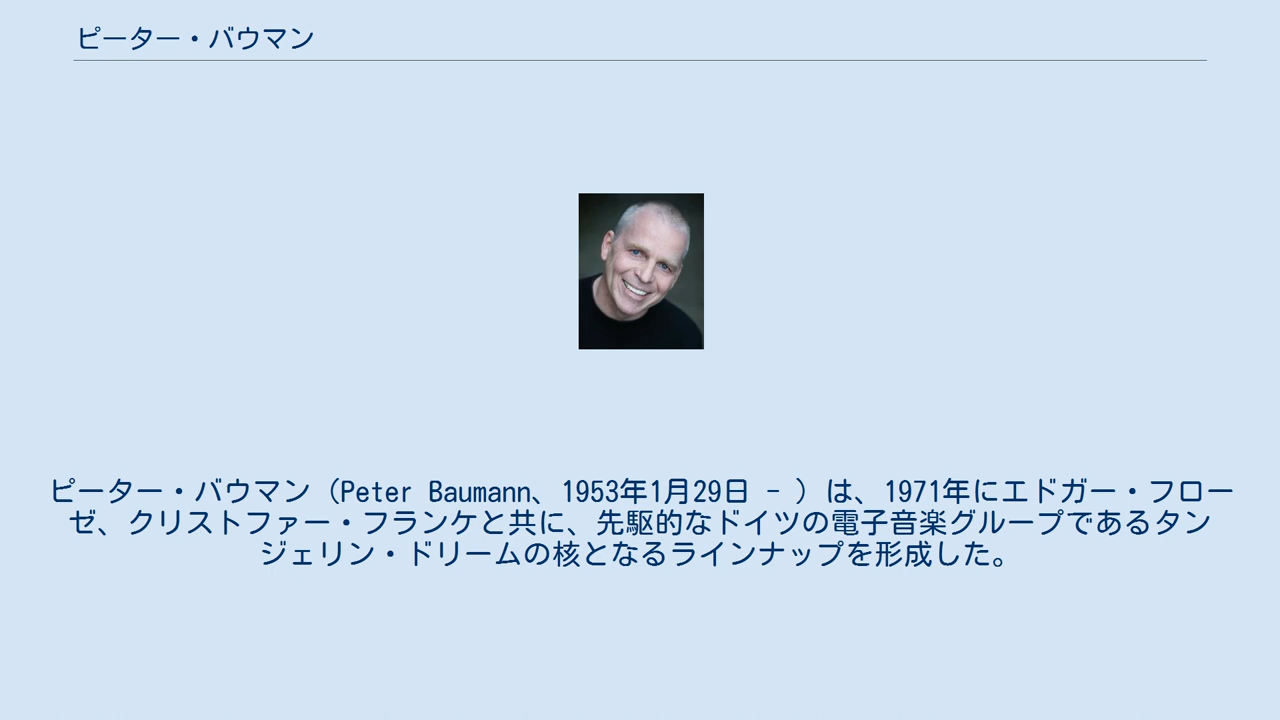 ピーター・バウマン
ピーター・バウマン（Peter Baumann、1953年1月29日 - ）は、1971年にエドガー・フロー
ゼ、クリストファー・フランケと共に、先駆的なドイツの電子音楽グループであるタン
ジェリン・ドリームの核となるラインナップを形成した。